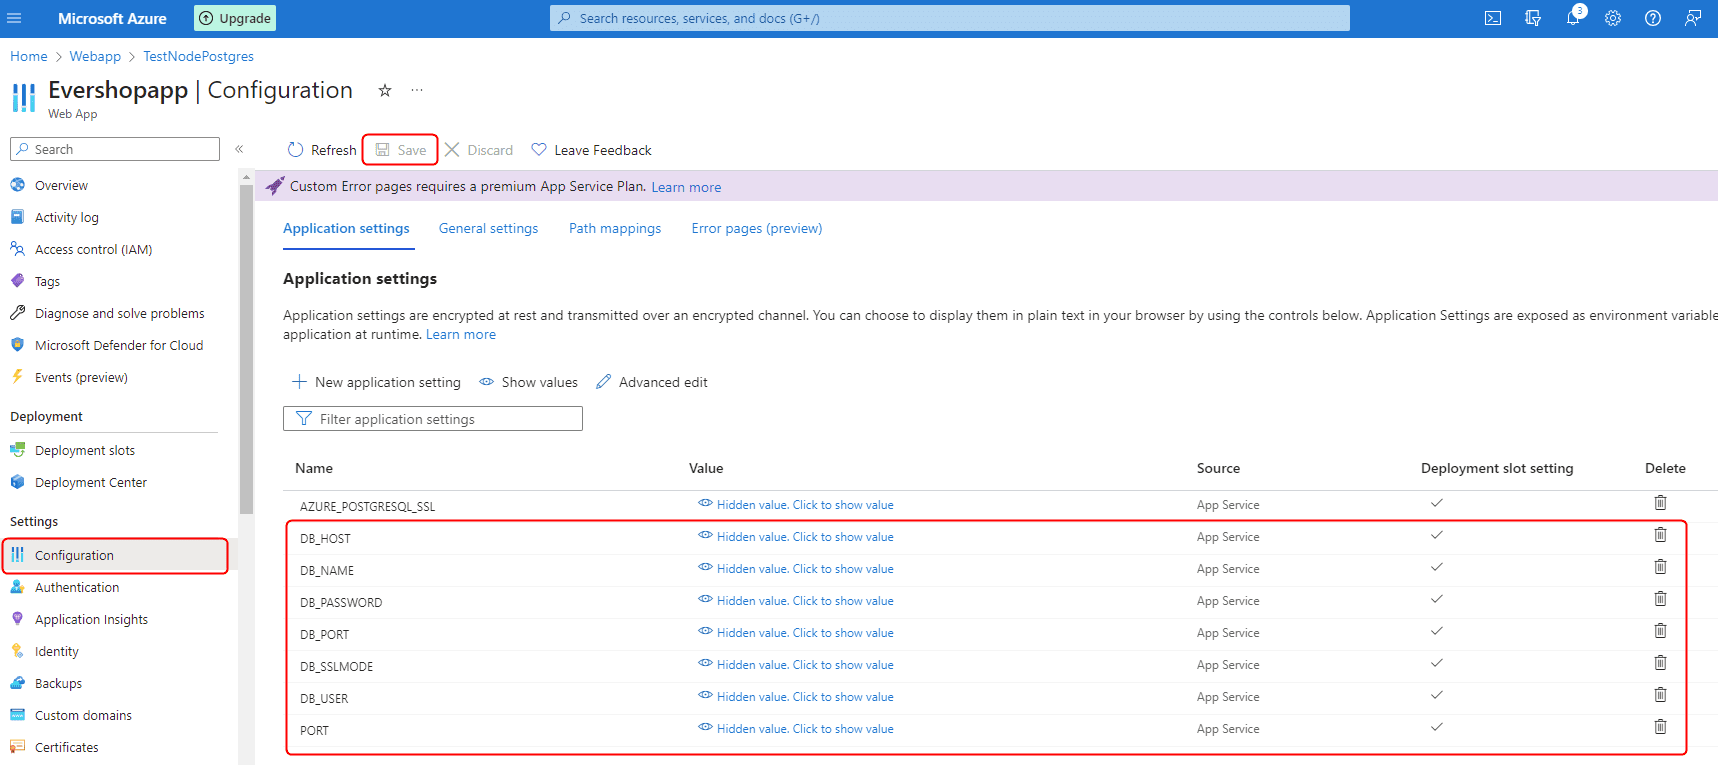 Microsoft Azure
Upgrade
Search resources, services, and docs (G+/)
3
Home > Webapp > TestNodePostgres
Evershopapp | Configuration
Web App
Search
Refresh
Save
Discard
Leave Feedback
Custom Error pages requires a premium App Service Plan. Learn more
Overview
Activity log
Access control (IAM)
Tags
Diagnose and solve problems
Microsoft Defender for Cloud
Events (preview)
Deployment
Deployment slots
Deployment Center
Settings
Configuration
Authentication
Application Insights
Identity
Backups
Custom domains
Certificates
Application settings
General settings
Path mappings
Error pages (preview)
Application settings
Application settings are encrypted at rest and transmitted over an encrypted channel. You can choose to display them in plain text in your browser by using the controls below. Application Settings are exposed as environment variable
application at runtime. Learn more
New application setting
Show values
Advanced edit
Filter application settings
Name Value Source Deployment slot setting Delete
AZURE_POSTGRESQL_SSL Hidden value. Click to show value App Service
DB_HOST Hidden value. Click to show value App Service
DB_NAME Hidden value. Click to show value App Service
DB_PASSWORD Hidden value. Click to show value App Service
DB_PORT Hidden value. Click to show value App Service
DB_SSLMODE Hidden value. Click to show value App Service
DB_USER Hidden value. Click to show value App Service
PORT Hidden value. Click to show value App Service